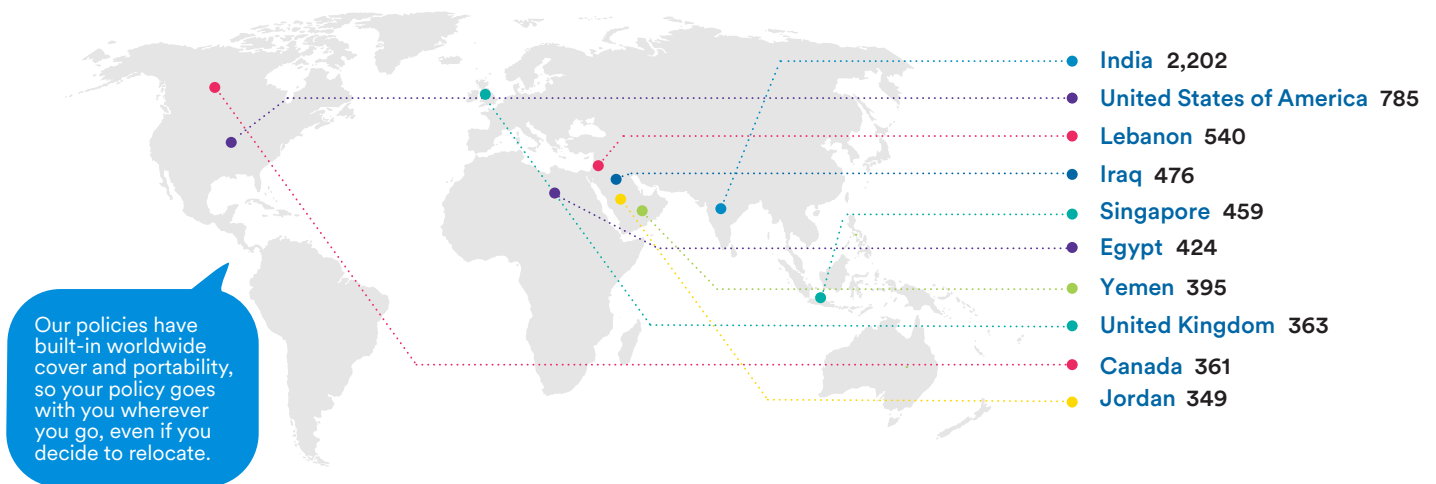 India 2,202
United States of America 785
Lebanon 540
Iraq 476
Singapore 459
Egypt 424
Yemen 395
United Kingdom 363
Canada 361
Jordan 349
Our policies have
built-in worldwide
cover and portability,
so your policy goes
with you wherever
you go, even if you
decide to relocate.